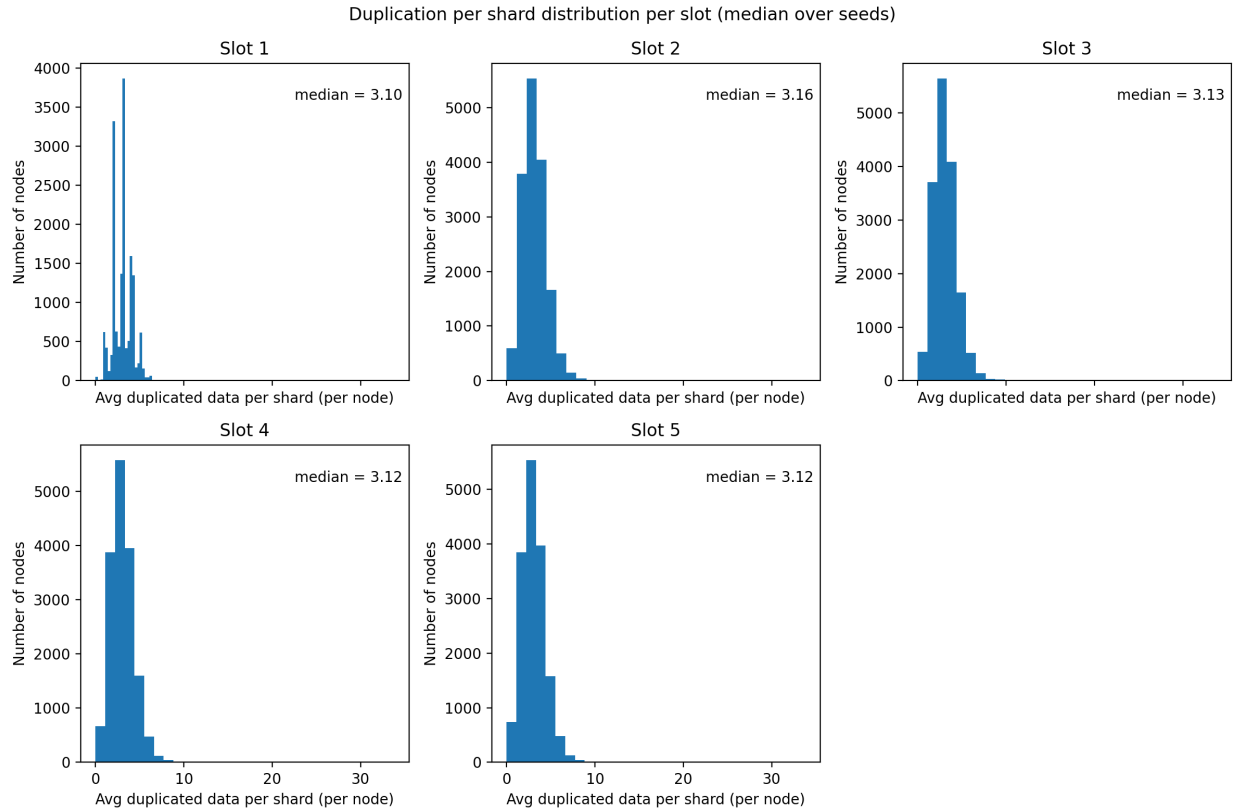 Duplication per shard distribution per slot (median over seeds)
Slot 1
median = 3.10
Number of nodes
4000
3500
3000
2500
2000
1500
1000
500
0
Avg duplicated data per shard (per node)
Slot 2
median = 3.16
Number of nodes
5000
4000
3000
2000
1000
0
Avg duplicated data per shard (per node)
Slot 3
median = 3.13
Number of nodes
5000
4000
3000
2000
1000
0
Avg duplicated data per shard (per node)
Slot 4
median = 3.12
Number of nodes
5000
4000
3000
2000
1000
0
0 10 20 30
Avg duplicated data per shard (per node)
Slot 5
median = 3.12
Number of nodes
5000
4000
3000
2000
1000
0
0 10 20 30
Avg duplicated data per shard (per node)